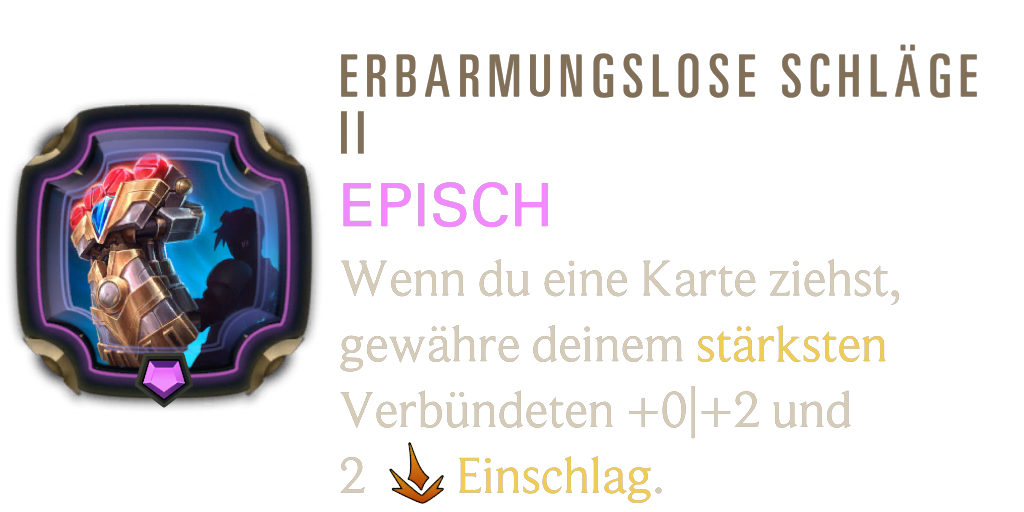 ERBARMUNGSLOSE SCHLÄGE
II
EPISCH
Wenn du eine Karte ziehst,
gewähre deinem stärksten
Verbündeten +0|+2 und
2 Einschlag.